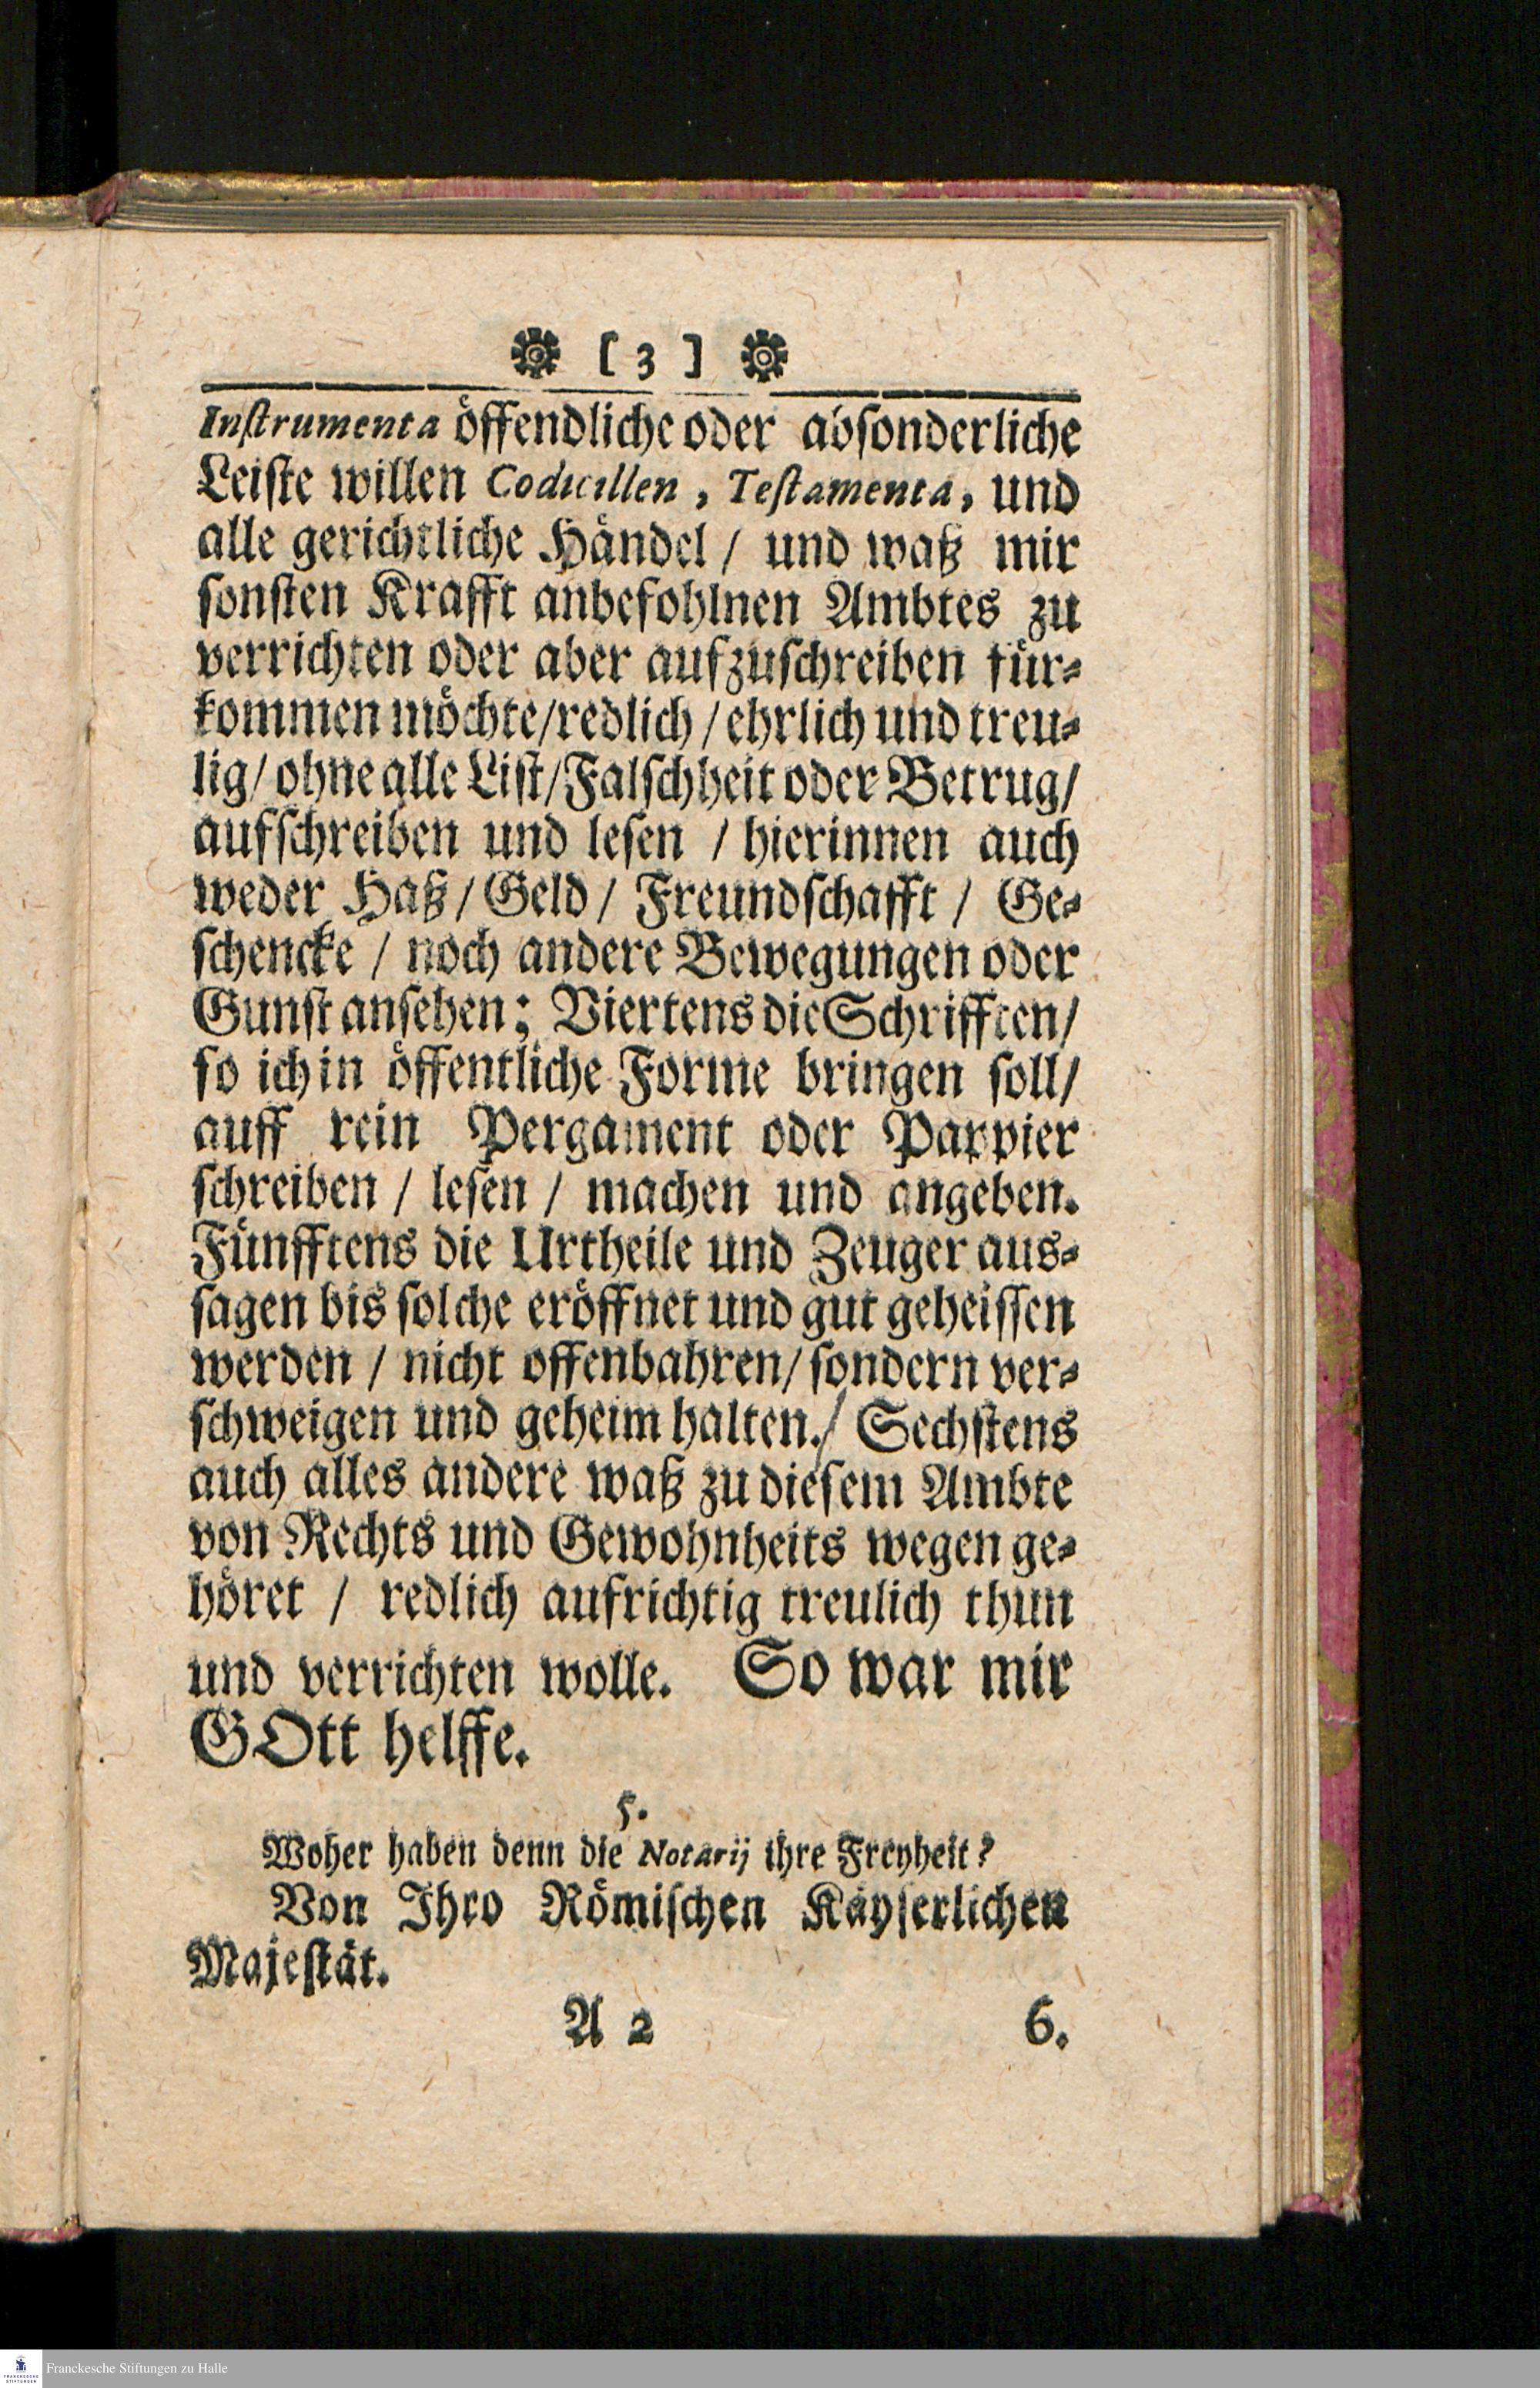 [ 3 ]
Instrumenta öffendliche oder absonderliche
Leiste willen Codicillen, Testamenta, und
alle gerichtliche Händel / und waß mir
sonsten Krafft anbefohlnen Ambtes zu
verrichten oder aber aufzuschreiben für-
kommen möchte/redlich / ehrlich und treu-
lig/ ohne alle List/Falschheit oder Betrug/
aufschreiben und lesen / hierinnen auch
weder Haß/ Geld / Freundschafft / Ge-
schencke / noch andere Bewegungen oder
Gunst ansehen; Viertens die Schrifften/
so ich in öffentliche Forme bringen soll/
auff rein Pergament oder Pappier
schreiben / lesen / machen und angeben.
Fünfftens die Urtheile und Zeuger aus-
sagen bis solche eröffnet und gut geheissen
werden / nicht offenbahren/ sondern ver-
schweigen und geheim halten./ Sechstens
auch alles andere waß zu diesem Ambte
von Rechts und Gewohnheits wegen ge-
höret / redlich aufrichtig treulich thun
und verrichten wolle. So war mir
GOtt helffe.
5.
Woher haben denn die Notarij ihre Freyheit?
Von Ihro Römischen Käyserlichen
Majestät.
A 2 6.
Franckesche Stiftungen zu Halle